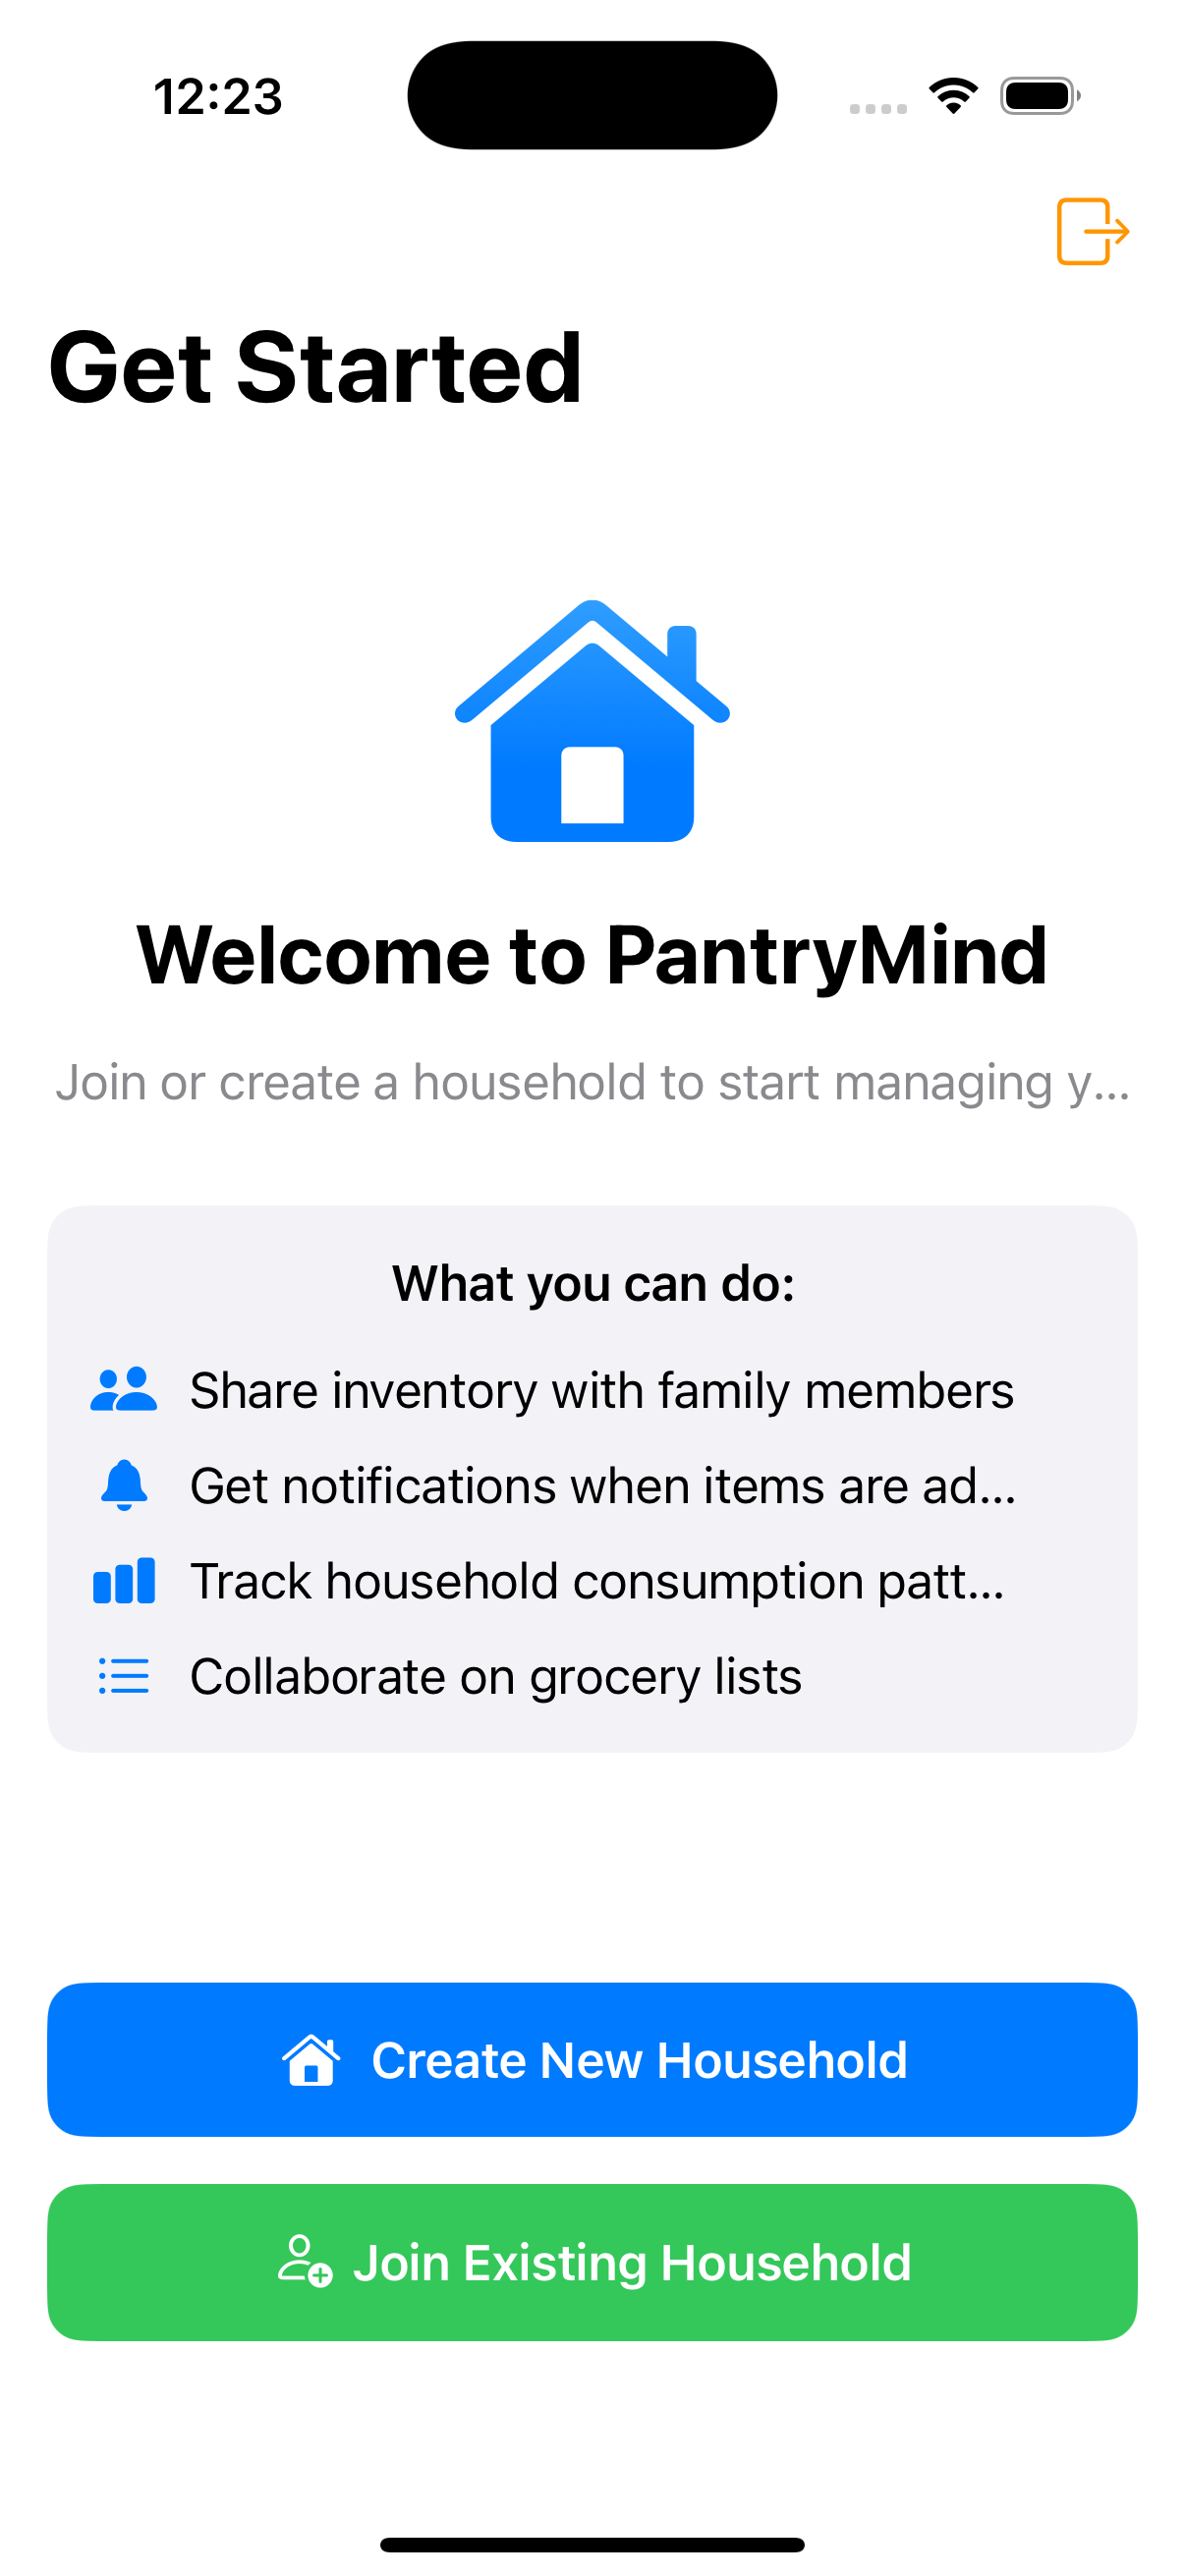 12:23
Get Started
Welcome to PantryMind
Join or create a household to start managing y...
What you can do:
Share inventory with family members
Get notifications when items are ad...
Track household consumption patt...
Collaborate on grocery lists
Create New Household
Join Existing Household